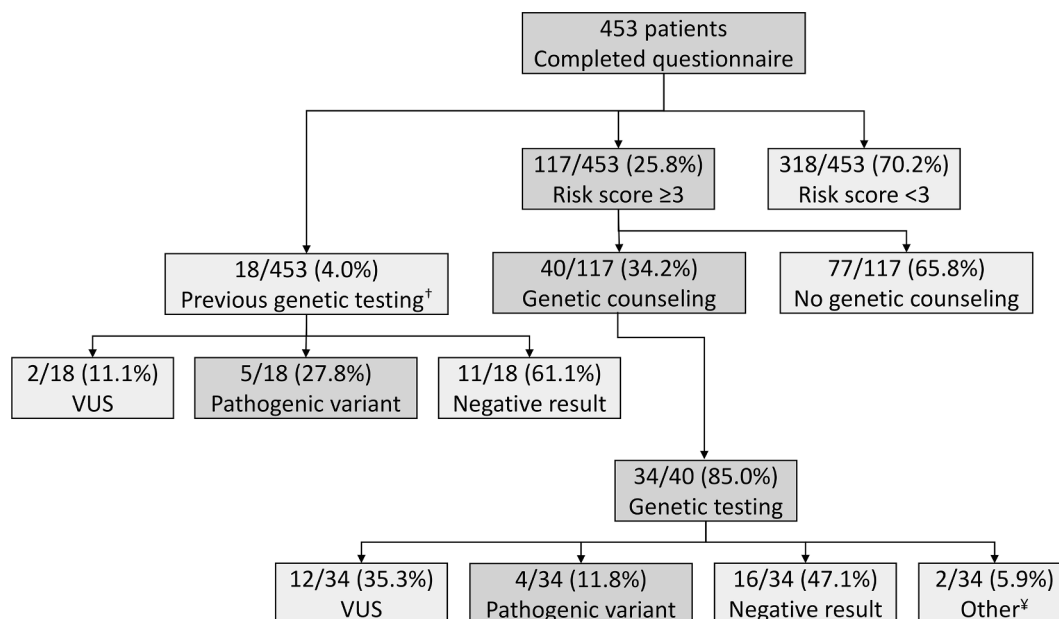 453 patients
Completed questionnaire
117/453 (25.8%)
Risk score ≥3
318/453 (70.2%)
Risk score <3
18/453 (4.0%)
Previous genetic testing†
40/117 (34.2%)
Genetic counseling
77/117 (65.8%)
No genetic counseling
2/18 (11.1%)
VUS
5/18 (27.8%)
Pathogenic variant
11/18 (61.1%)
Negative result
34/40 (85.0%)
Genetic testing
12/34 (35.3%)
VUS
4/34 (11.8%)
Pathogenic variant
16/34 (47.1%)
Negative result
2/34 (5.9%)
Other¥